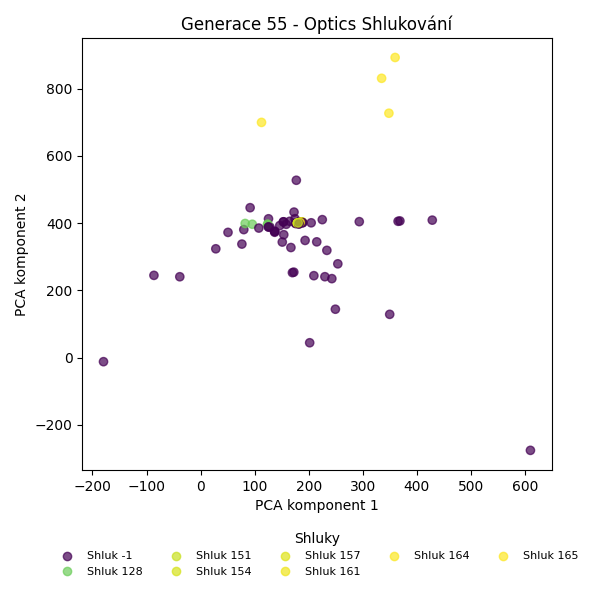 Generace 55 - Optics Shlukování
PCA komponent 2
800
600
400
200
0
−200
−200 −100 0 100 200 300 400 500 600
PCA komponent 1
Shluky
Shluk -1 Shluk 151 Shluk 157 Shluk 164 Shluk 165
Shluk 128 Shluk 154 Shluk 161